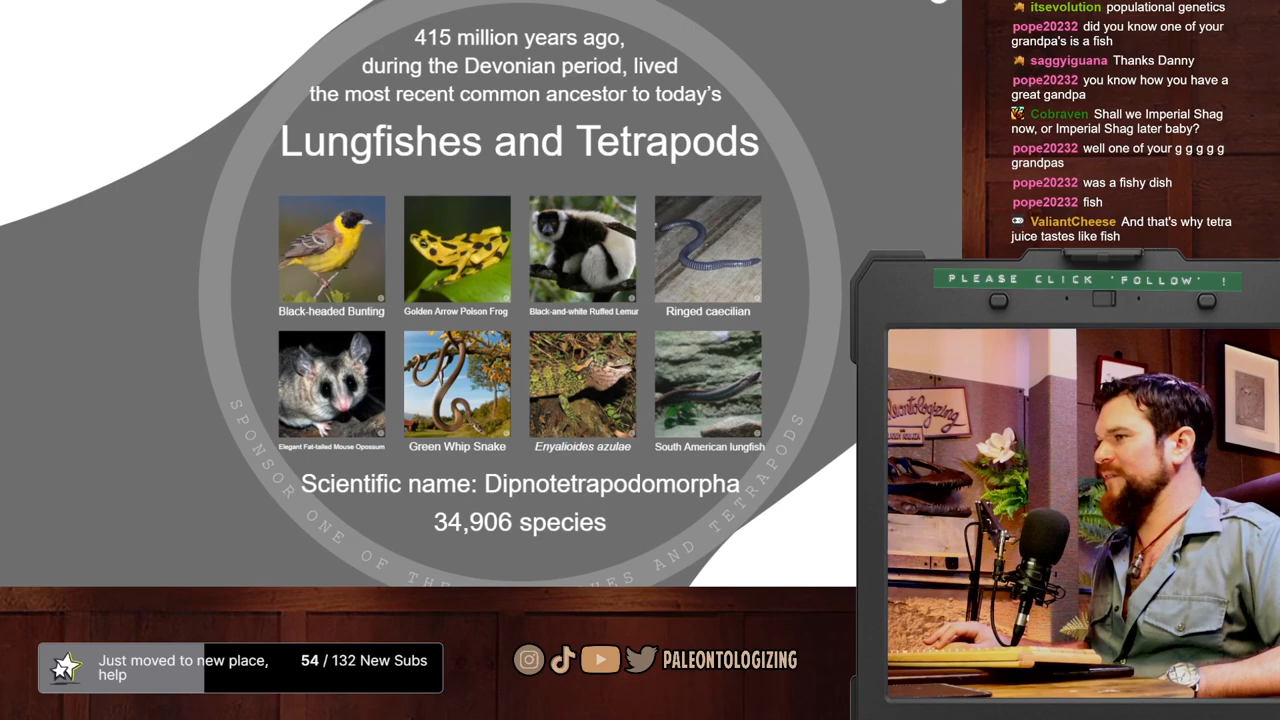 415 million years ago,
during the Devonian period, lived
the most recent common ancestor to today's
Lungfishes and Tetrapods
Black-headed Bunting
Golden Arrow Poison Frog
Black-and-white Ruffed Lemur
Ringed caecilian
Elegant Fat-tailed Mouse Opossum
Green Whip Snake
Enyalioides azulae
South American lungfish
Scientific name: Dipnotetrapodomorpha
34,906 species
SPONSOR ONE OF THE
HES AND TETRAPODS
itsevolution populational genetics
pope20232 did you know one of your
grandpa's is a fish
saggyiguana Thanks Danny
pope20232 you know how you have a
great gandpa
Cobraven Shall we Imperial Shag
now, or Imperial Shag later baby?
pope20232 well one of your g g g g g
grandpas
pope20232 was a fishy dish
pope20232 fish
ValiantCheese And that's why tetra
juice tastes like fish
PLEASE CLICK 'FOLLOW' !
Just moved to new place,
help
54 / 132 New Subs
PALEONTOLOGIZING